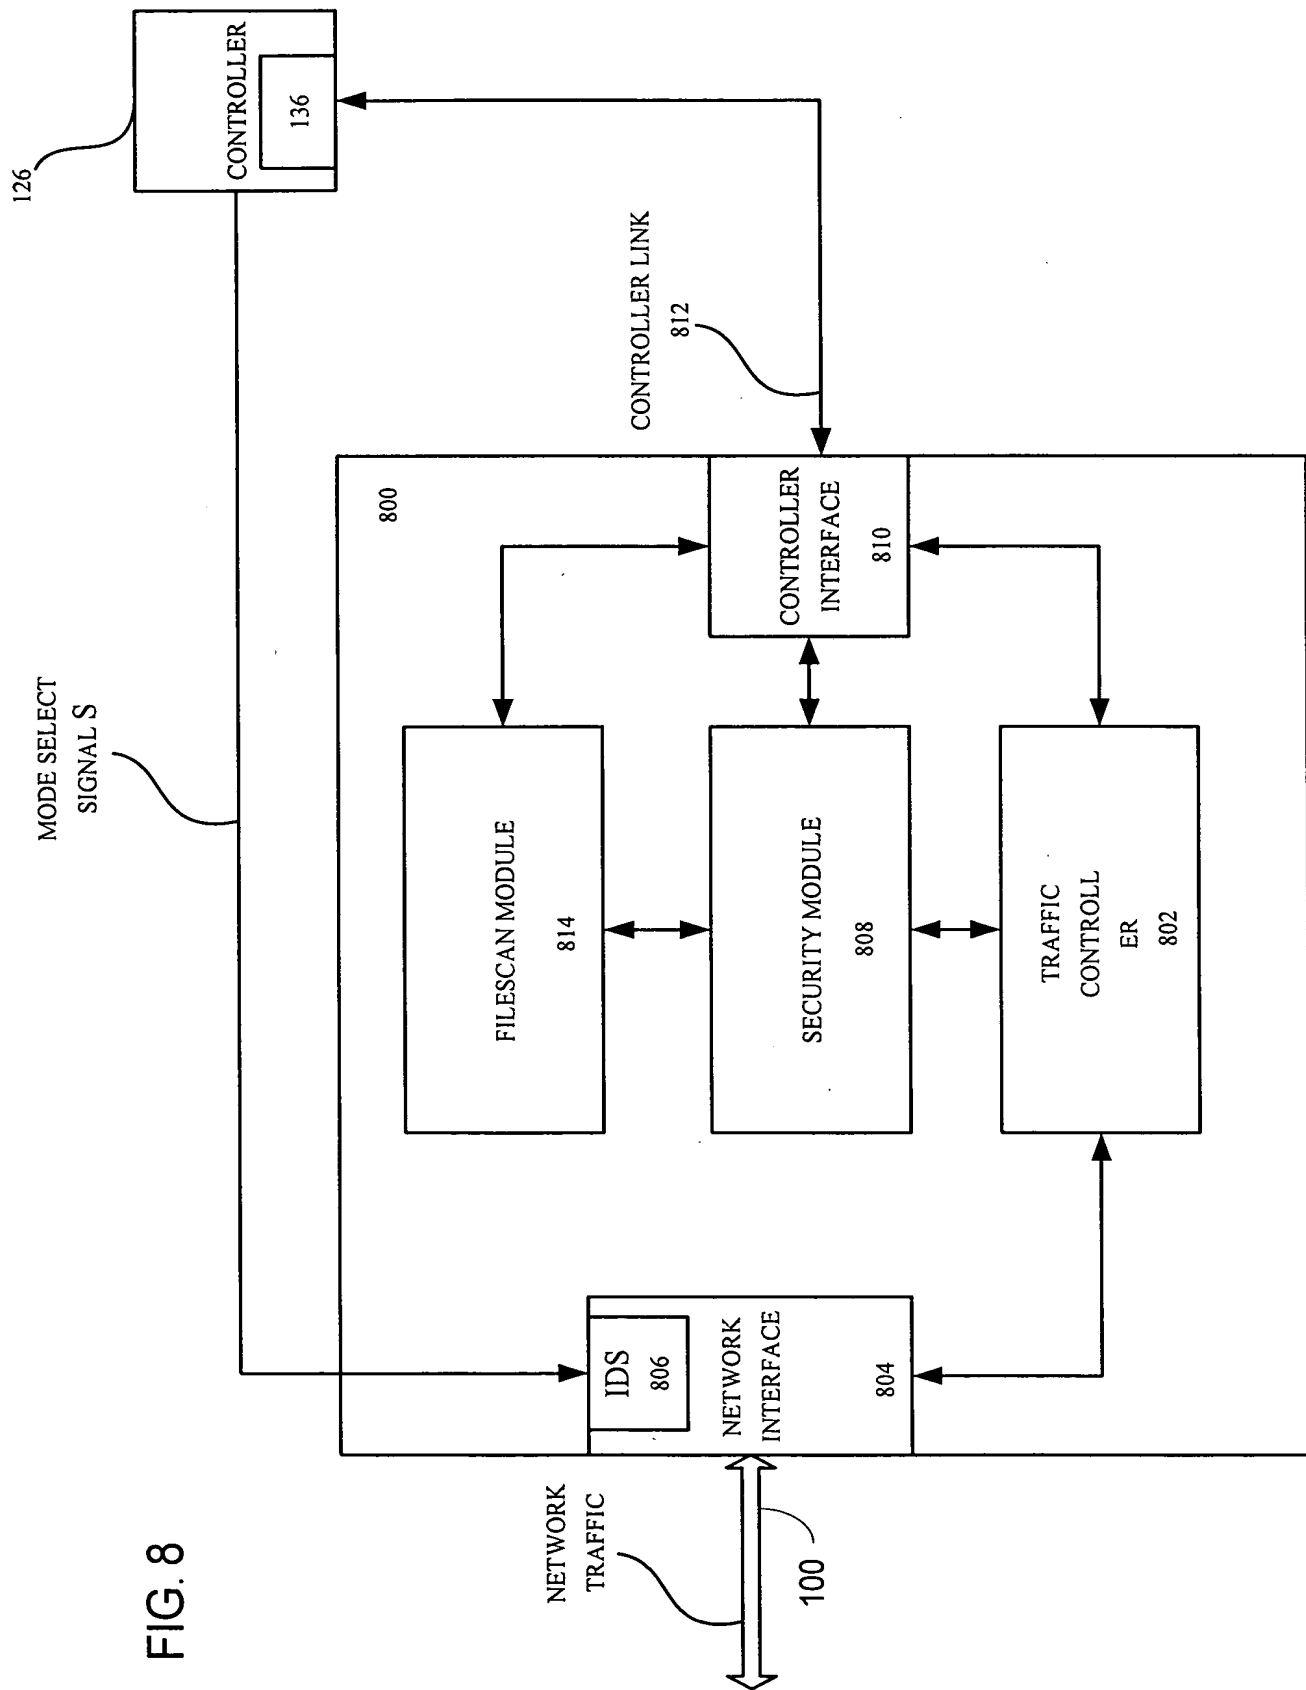 FIG. 8
126
CONTROLLER
136
MODE SELECT
SIGNAL S
CONTROLLER LINK
812
800
FILESCAN MODULE
814
CONTROLLER
INTERFACE
810
SECURITY MODULE
808
TRAFFIC
CONTROLL
ER
802
IDS
806
NETWORK
INTERFACE
804
NETWORK
TRAFFIC
100